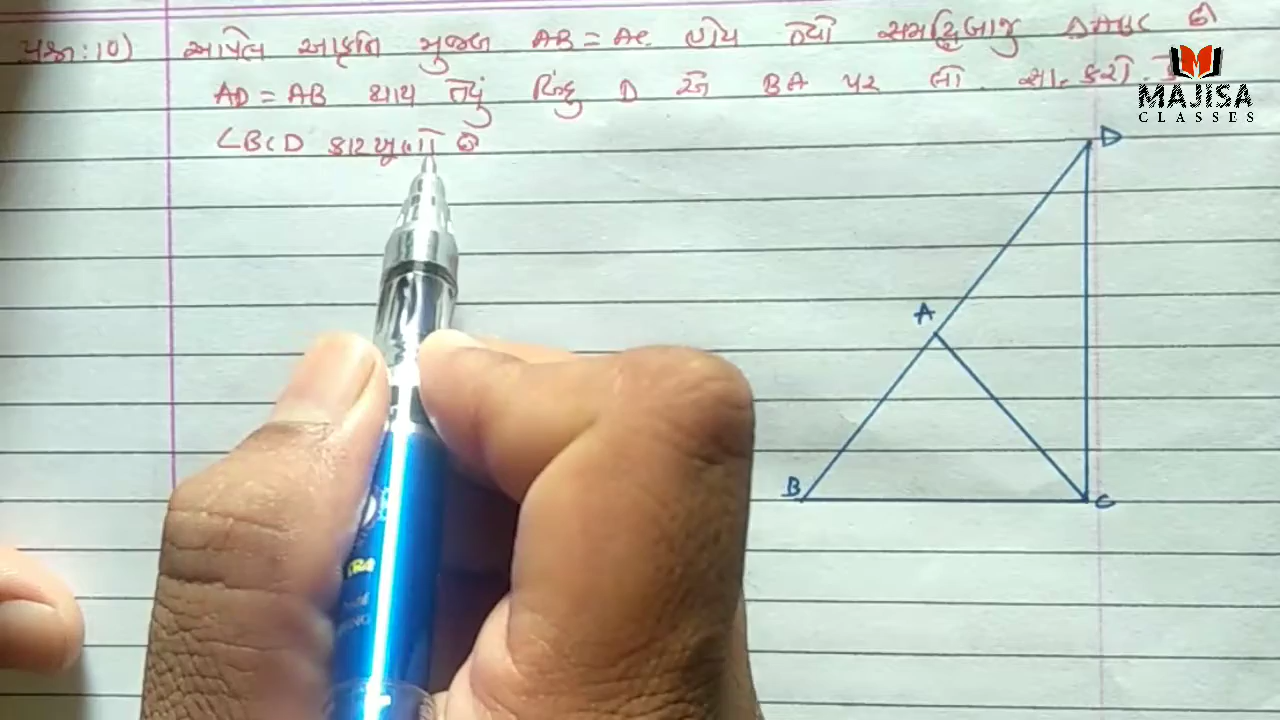 પ્રશ્ન : 10) આપેલ આકૃતિ મુજબ AB = AC હોય તેવો સમદ્વિબાજુ ΔABC છે
AD = AB થાય તેવું બિંદુ D એ BA પર લો. સા. કરો. કે
∠BCD કાટખૂણો છે
MAJISA
CLASSES
D
A
B
C